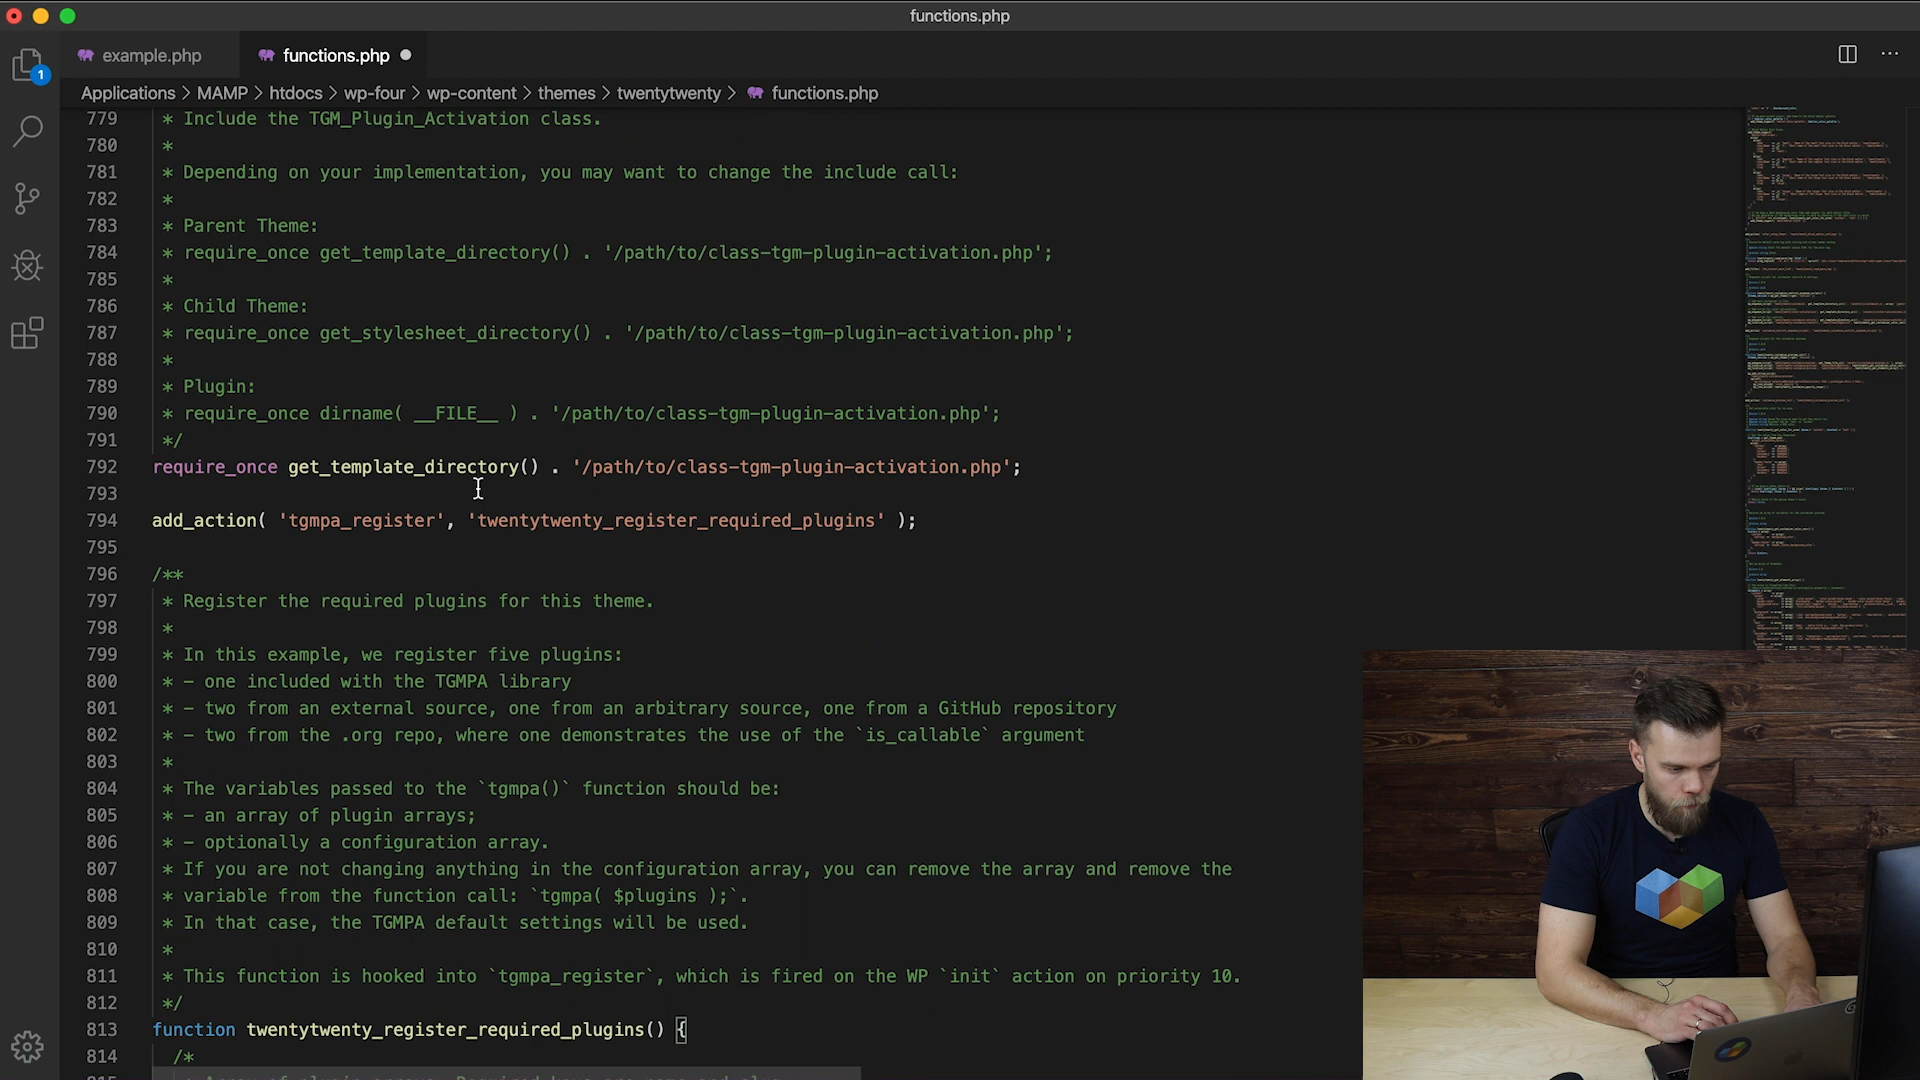 functions.php
example.php
functions.php
Applications > MAMP > htdocs > wp-four > wp-content > themes > twentytwenty > functions.php
1
779 * Include the TGM_Plugin_Activation class.
780 *
781 * Depending on your implementation, you may want to change the include call:
782 *
783 * Parent Theme:
784 * require_once get_template_directory() . '/path/to/class-tgm-plugin-activation.php';
785 *
786 * Child Theme:
787 * require_once get_stylesheet_directory() . '/path/to/class-tgm-plugin-activation.php';
788 *
789 * Plugin:
790 * require_once dirname( __FILE__ ) . '/path/to/class-tgm-plugin-activation.php';
791 */
792 require_once get_template_directory() . '/path/to/class-tgm-plugin-activation.php';
793
794 add_action( 'tgmpa_register', 'twentytwenty_register_required_plugins' );
795
796 /**
797 * Register the required plugins for this theme.
798 *
799 * In this example, we register five plugins:
800 * – one included with the TGMPA library
801 * – two from an external source, one from an arbitrary source, one from a GitHub repository
802 * – two from the .org repo, where one demonstrates the use of the `is_callable` argument
803 *
804 * The variables passed to the `tgmpa()` function should be:
805 * – an array of plugin arrays;
806 * – optionally a configuration array.
807 * If you are not changing anything in the configuration array, you can remove the array and remove the
808 * variable from the function call: `tgmpa( $plugins );`.
809 * In that case, the TGMPA default settings will be used.
810 *
811 * This function is hooked into `tgmpa_register`, which is fired on the WP `init` action on priority 10.
812 */
813 function twentytwenty_register_required_plugins() {
814 /*